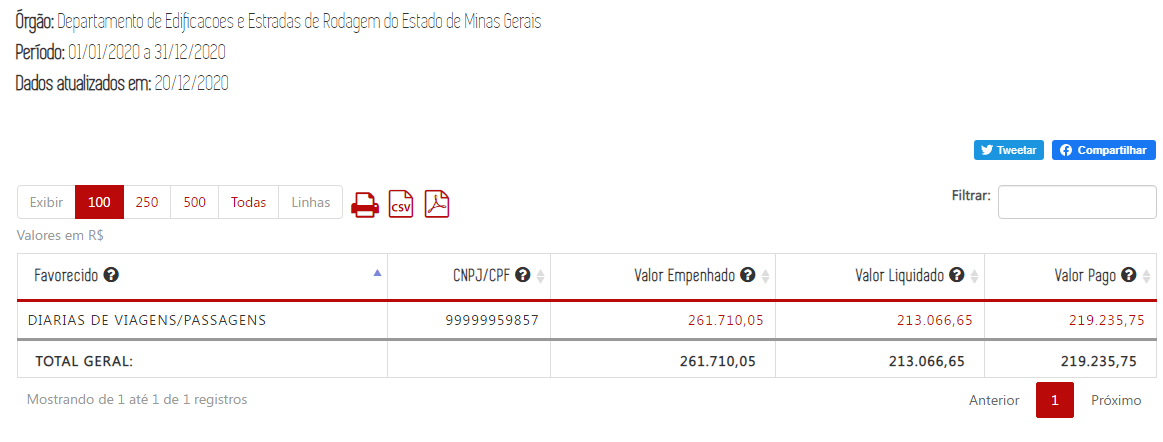 Órgão: Departamento de Edificacoes e Estradas de Rodagem do Estado de Minas Gerais
Período: 01/01/2020 a 31/12/2020
Dados atualizados em: 20/12/2020
Tweetar Compartilhar
Exibir 100 250 500 Todas Linhas CSV Filtrar:
Valores em R$
Favorecido ? CNPJ/CPF ? Valor Empenhado ? Valor Liquidado ? Valor Pago ?
DIARIAS DE VIAGENS/PASSAGENS 99999959857 261.710,05 213.066,65 219.235,75
TOTAL GERAL: 261.710,05 213.066,65 219.235,75
Mostrando de 1 até 1 de 1 registros Anterior 1 Próximo